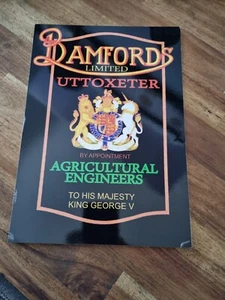 BAMFORDS
LIMITED
UTTOXETER
BY APPOINTMENT
AGRICULTURAL
ENGINEERS
TO HIS MAJESTY
KING GEORGE V